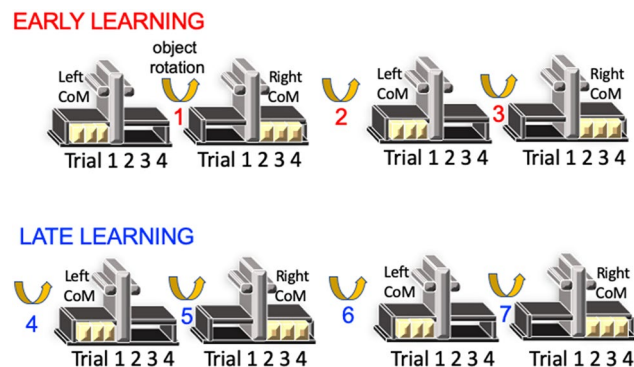 EARLY LEARNING
object
rotation
Left
CoM
Right
CoM
Left
CoM
Right
CoM
1
2
3
Trial 1 2 3 4
Trial 1 2 3 4
Trial 1 2 3 4
Trial 1 2 3 4
LATE LEARNING
Left
CoM
Right
CoM
Left
CoM
Right
CoM
4
5
6
7
Trial 1 2 3 4
Trial 1 2 3 4
Trial 1 2 3 4
Trial 1 2 3 4